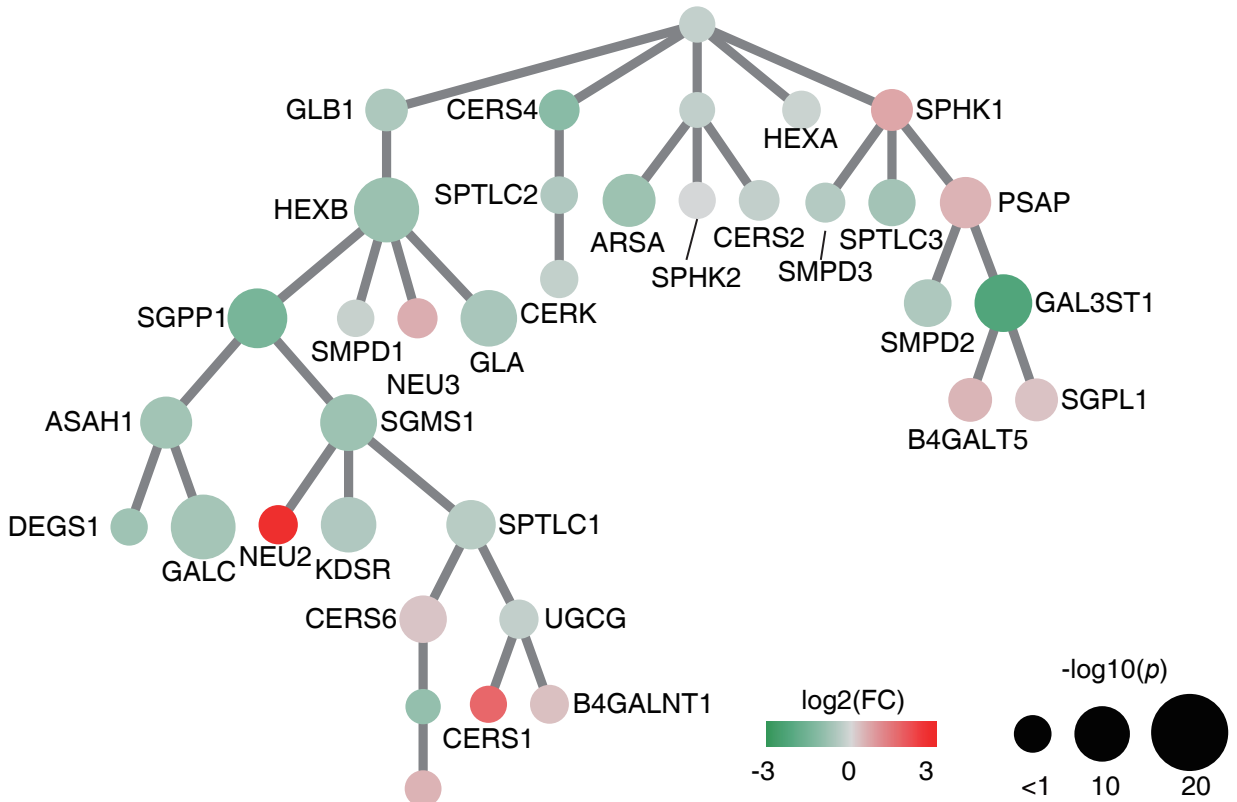 GLB1
CERS4
HEXA
SPHK1
HEXB
SPTLC2
ARSA
SPHK2
CERS2
SMPD3
SPTLC3
PSAP
SGPP1
SMPD1
NEU3
GLA
CERK
SMPD2
GAL3ST1
ASAH1
SGMS1
B4GALT5
SGPL1
DEGS1
GALC
NEU2
KDSR
SPTLC1
CERS6
UGCG
CERS1
B4GALNT1
log2(FC)
-3 0 3
-log10(p)
<1 10 20